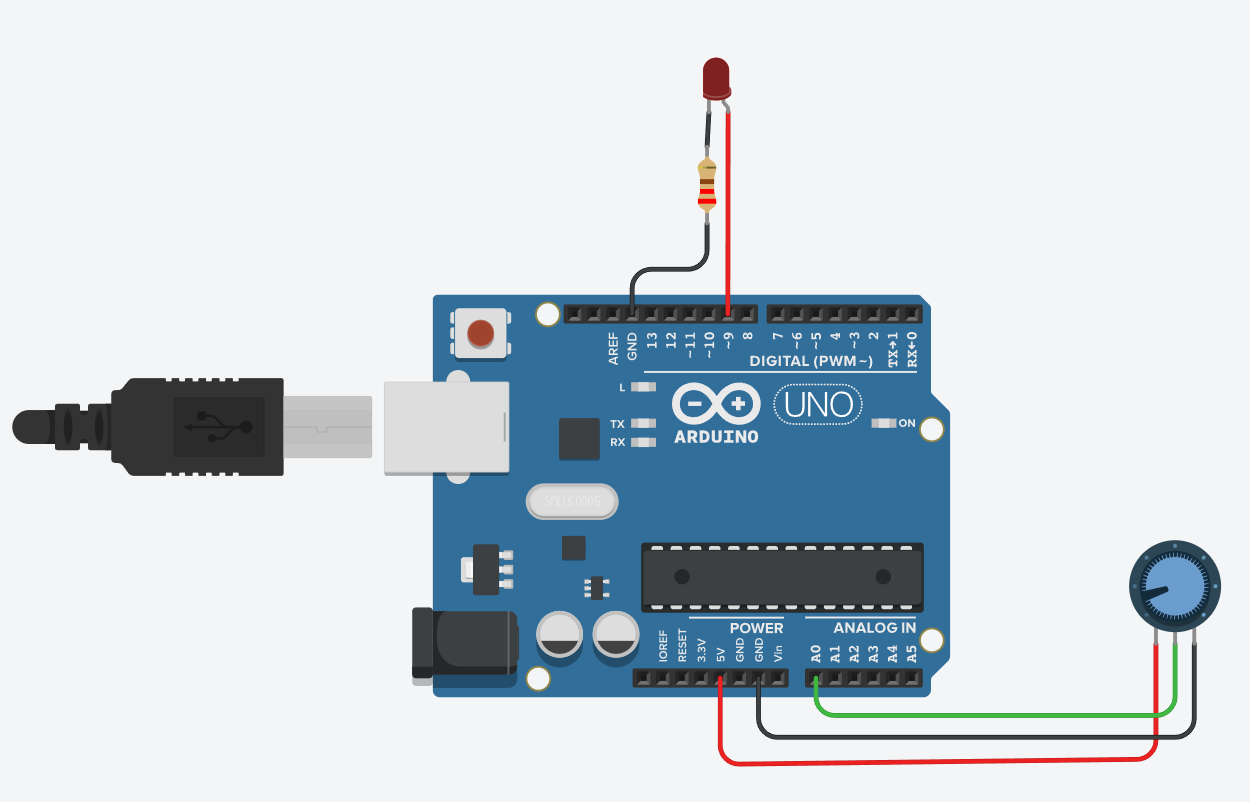 AREF
GND
13
12
~11
~10
~9
8
7
~6
~5
4
~3
2
TX→1
RX←0
DIGITAL (PWM~)
L
TX
RX
ARDUINO
UNO
ON
SPK16.000G
POWER
ANALOG IN
IOREF
RESET
3.3V
5V
GND
GND
Vin
A0
A1
A2
A3
A4
A5